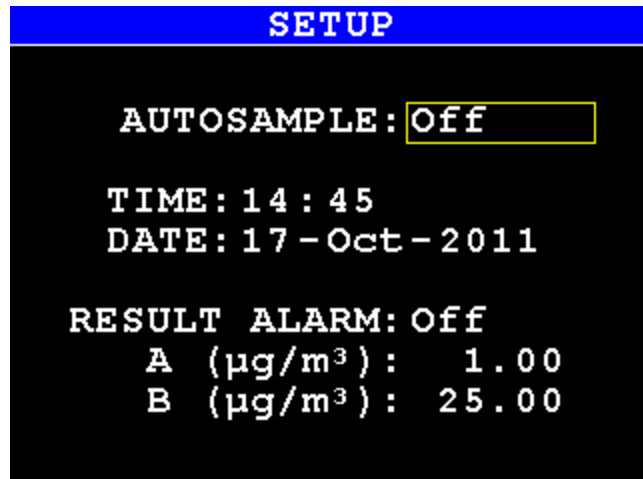 SETUP
AUTOSAMPLE: Off
TIME: 14:45
DATE: 17-Oct-2011
RESULT ALARM: Off
A (µg/m³): 1.00
B (µg/m³): 25.00